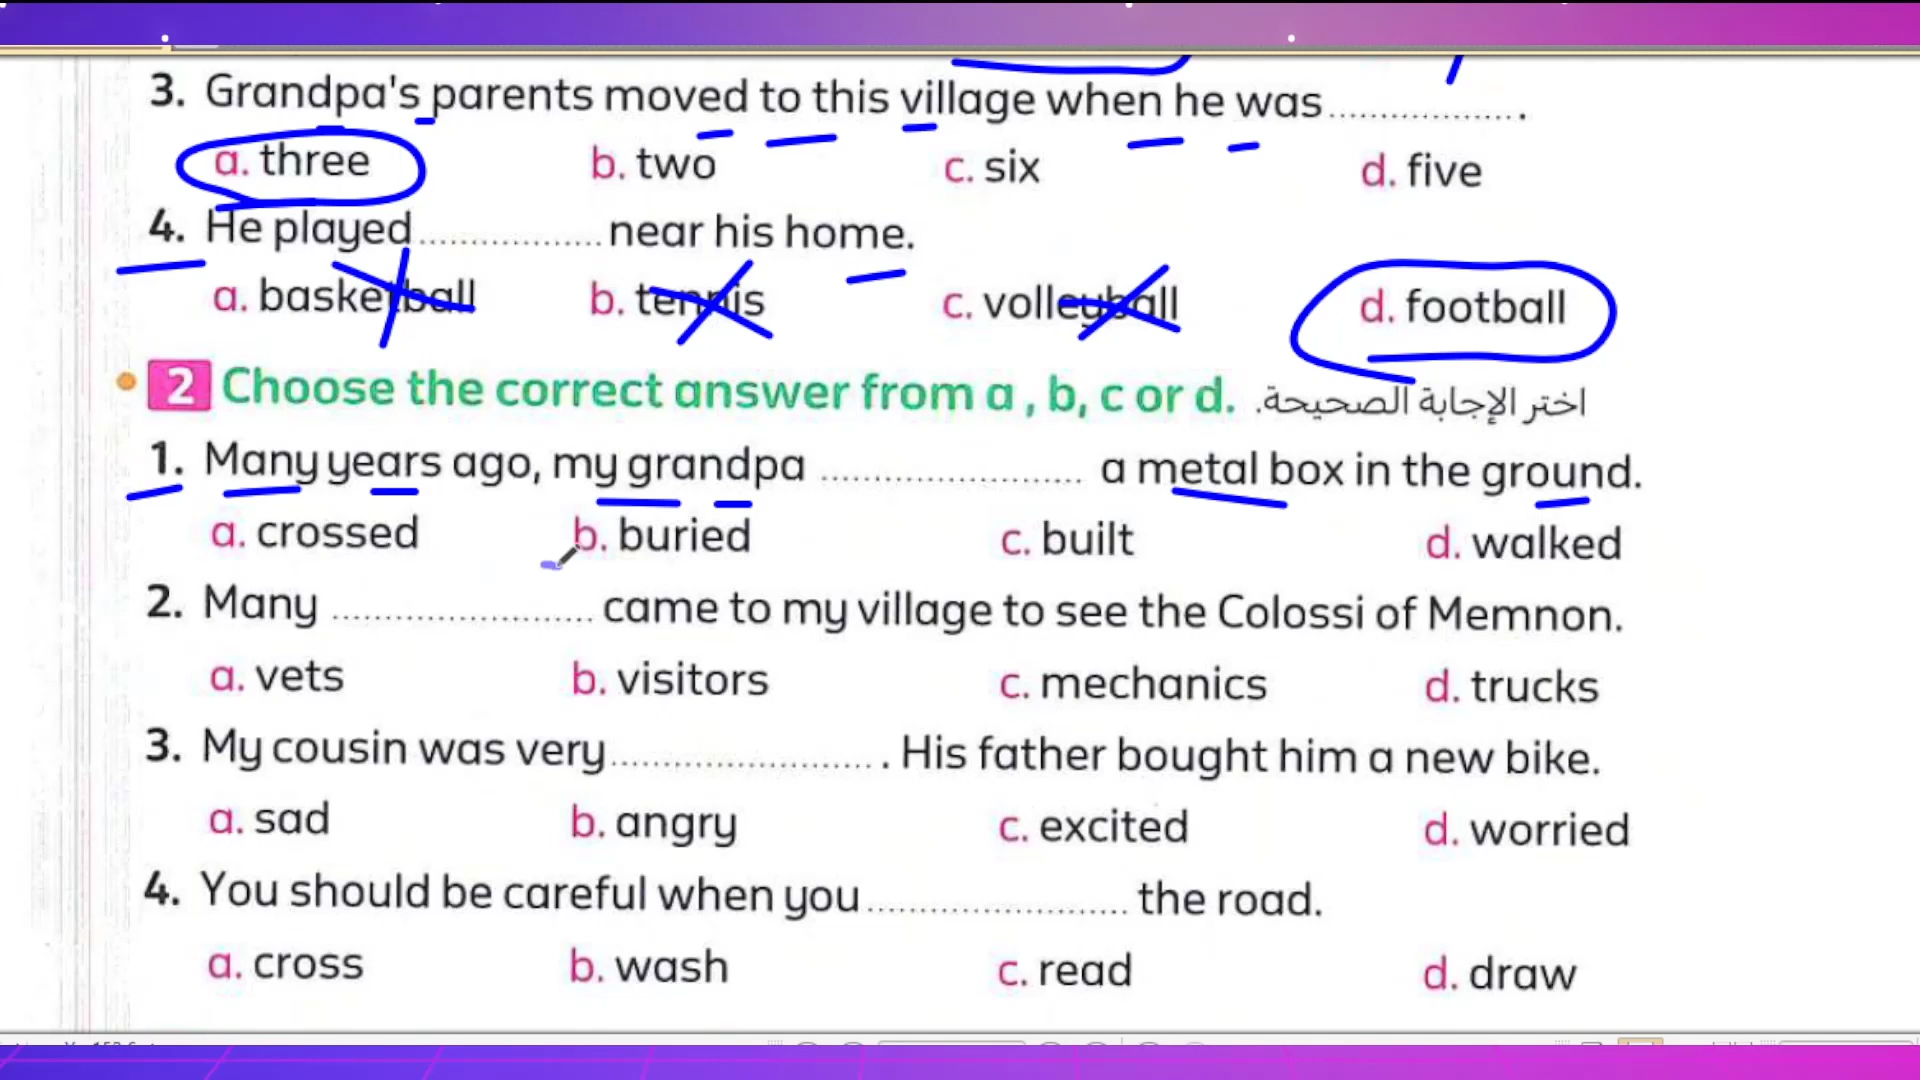 3. Grandpa's parents moved to this village when he was .................. .
a. three b. two c. six d. five
4. He played .................. near his home.
a. basketball b. tennis c. volleyball d. football
2 Choose the correct answer from a , b, c or d. اختر الإجابة الصحيحة.
1. Many years ago, my grandpa .......................... a metal box in the ground.
a. crossed b. buried c. built d. walked
2. Many .......................... came to my village to see the Colossi of Memnon.
a. vets b. visitors c. mechanics d. trucks
3. My cousin was very .......................... . His father bought him a new bike.
a. sad b. angry c. excited d. worried
4. You should be careful when you .......................... the road.
a. cross b. wash c. read d. draw